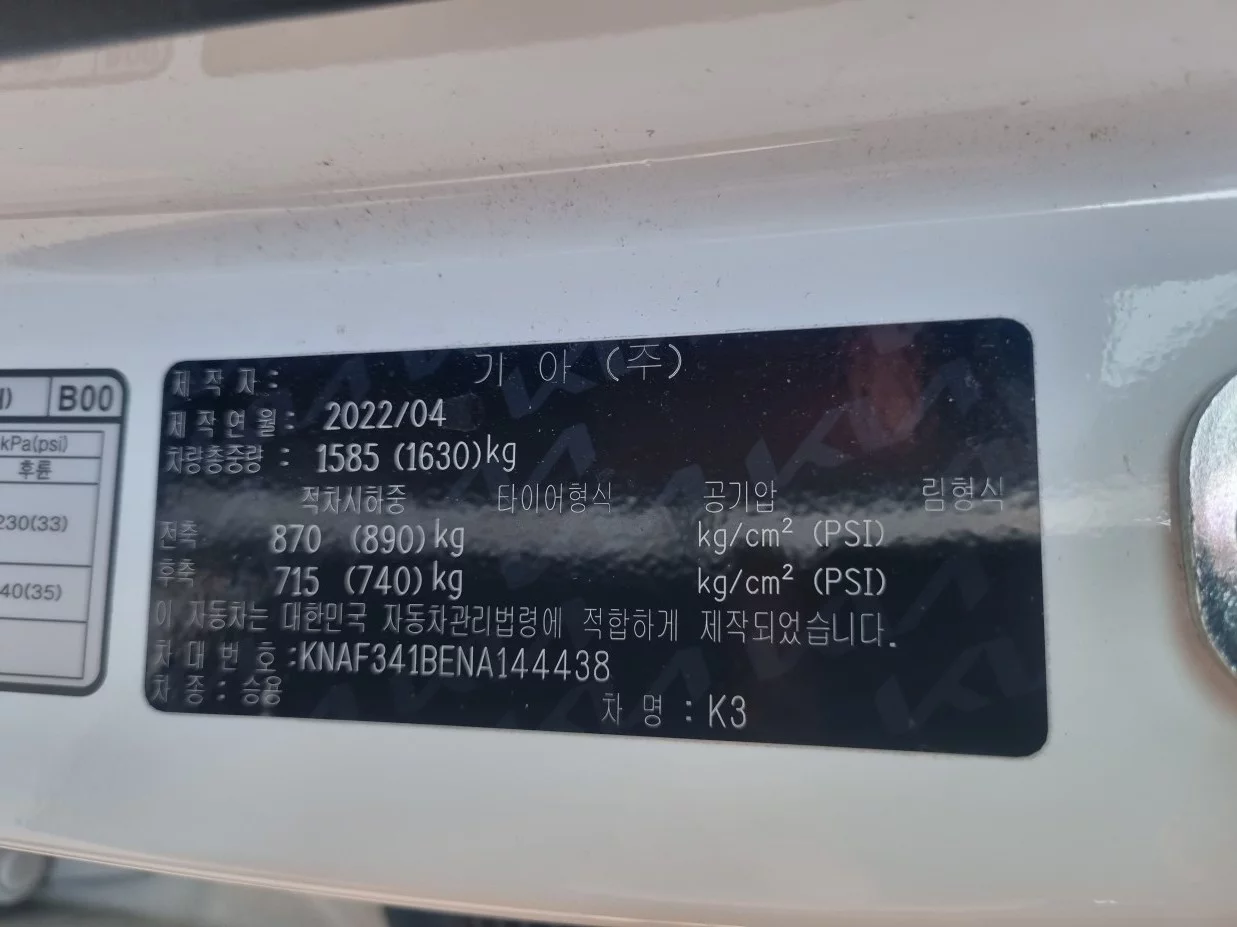 B00
kPa(psi)
후륜
230(33)
40(35)
제작자: 기아(주)
제작연월: 2022/04
차량총중량: 1585 (1630)kg
적차시하중 타이어형식 공기압 림형식
전축 870 (890)kg kg/cm² (PSI)
후축 715 (740)kg kg/cm² (PSI)
이 자동차는 대한민국 자동차관리법령에 적합하게 제작되었습니다.
차대번호:KNAF341BENA144438
차종:승용 차명:K3